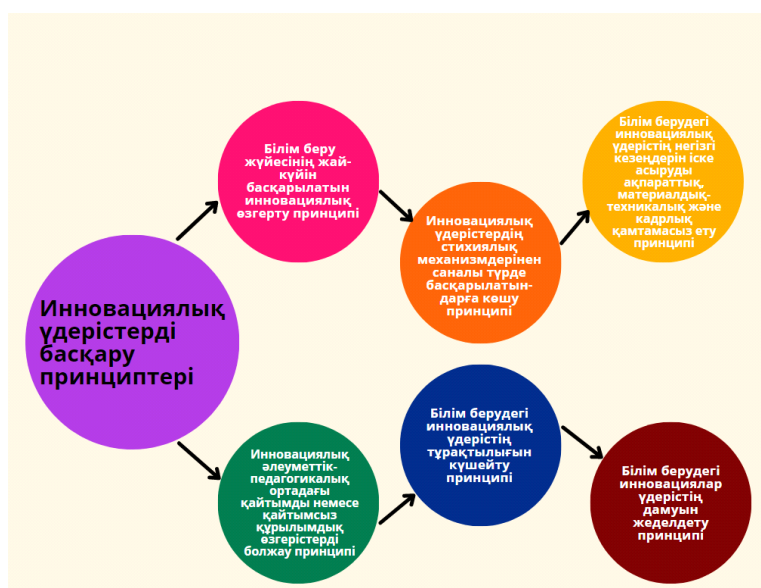 Инновациялық
үдерістерді
басқару
принциптері
Білім беру
жүйесінің жай-
күйін
басқарылатын
инновациялық
өзгерту принципі
Инновациялық
үдерістердің
стихиялық
механизмдерінен
саналы түрде
басқарылатын-
дарға көшу
принципі
Білім берудегі
инновациялық
үдерістің негізгі
кезеңдерін іске
асыруды
ақпараттық,
материалдық-
техникалық және
кадрлық
қамтамасыз ету
принципі
Инновациялық
әлеуметтік-
педагогикалық
ортадағы
қайтымды немесе
қайтымсыз
құрылымдық
өзгерістерді
болжау принципі
Білім берудегі
инновациялық
үдерістің
тұрақтылығын
күшейту
принципі
Білім берудегі
инновациялар
үдерістің
дамуын
жеделдету
принципі